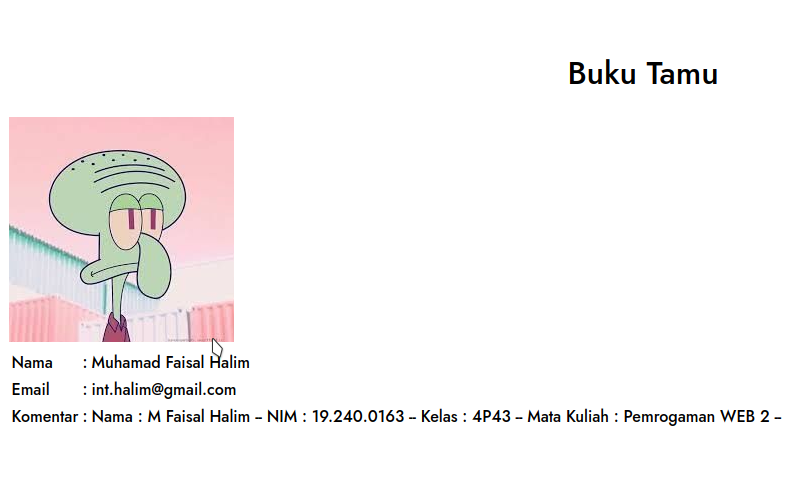 Buku Tamu
Nama : Muhamad Faisal Halim
Email : int.halim@gmail.com
Komentar : Nama : M Faisal Halim -- NIM : 19.240.0163 -- Kelas : 4P43 -- Mata Kuliah : Pemrogaman WEB 2 --